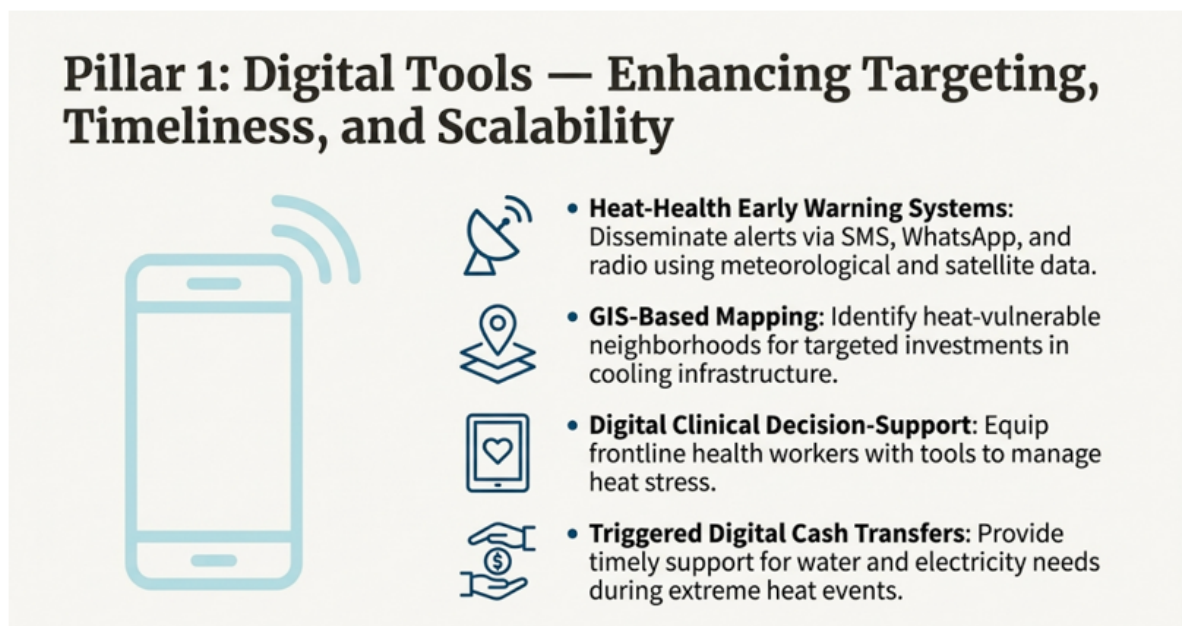 Pillar 1: Digital Tools — Enhancing Targeting,
Timeliness, and Scalability
• Heat-Health Early Warning Systems:
Disseminate alerts via SMS, WhatsApp, and
radio using meteorological and satellite data.
• GIS-Based Mapping: Identify heat-vulnerable
neighborhoods for targeted investments in
cooling infrastructure.
• Digital Clinical Decision-Support: Equip
frontline health workers with tools to manage
heat stress.
$
• Triggered Digital Cash Transfers: Provide
timely support for water and electricity needs
during extreme heat events.